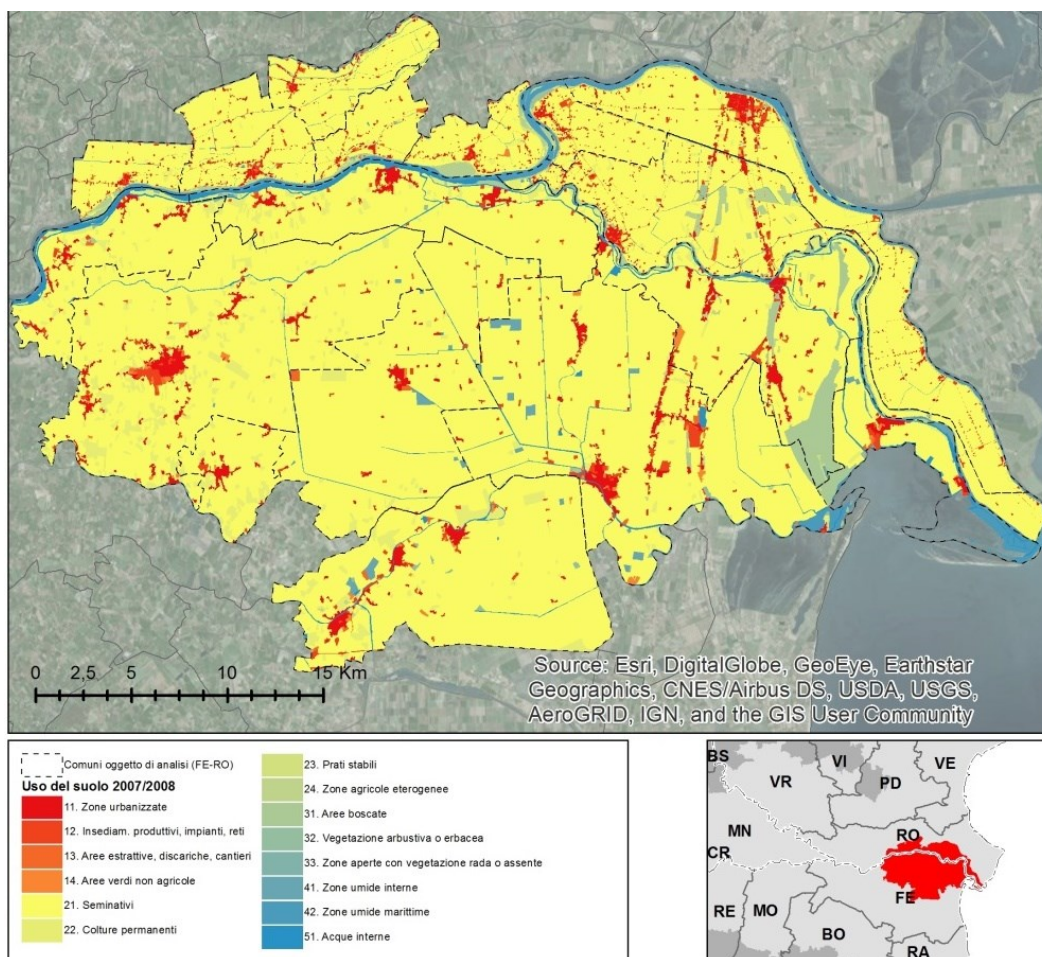 0 2,5 5 10 15 Km
Source: Esri, DigitalGlobe, GeoEye, Earthstar
Geographics, CNES/Airbus DS, USDA, USGS,
AeroGRID, IGN, and the GIS User Community
Comuni oggetto di analisi (FE-RO)
Uso del suolo 2007/2008
11. Zone urbanizzate
12. Insediam. produttivi, impianti, reti
13. Aree estrattive, discariche, cantieri
14. Aree verdi non agricole
21. Seminativi
22. Colture permanenti
23. Prati stabili
24. Zone agricole eterogenee
31. Aree boscate
32. Vegetazione arbustiva o erbacea
33. Zone aperte con vegetazione rada o assente
41. Zone umide interne
42. Zone umide marittime
51. Acque interne
BS
VR
VI
PD
VE
MN
RO
CR
FE
RE
MO
BO
RA